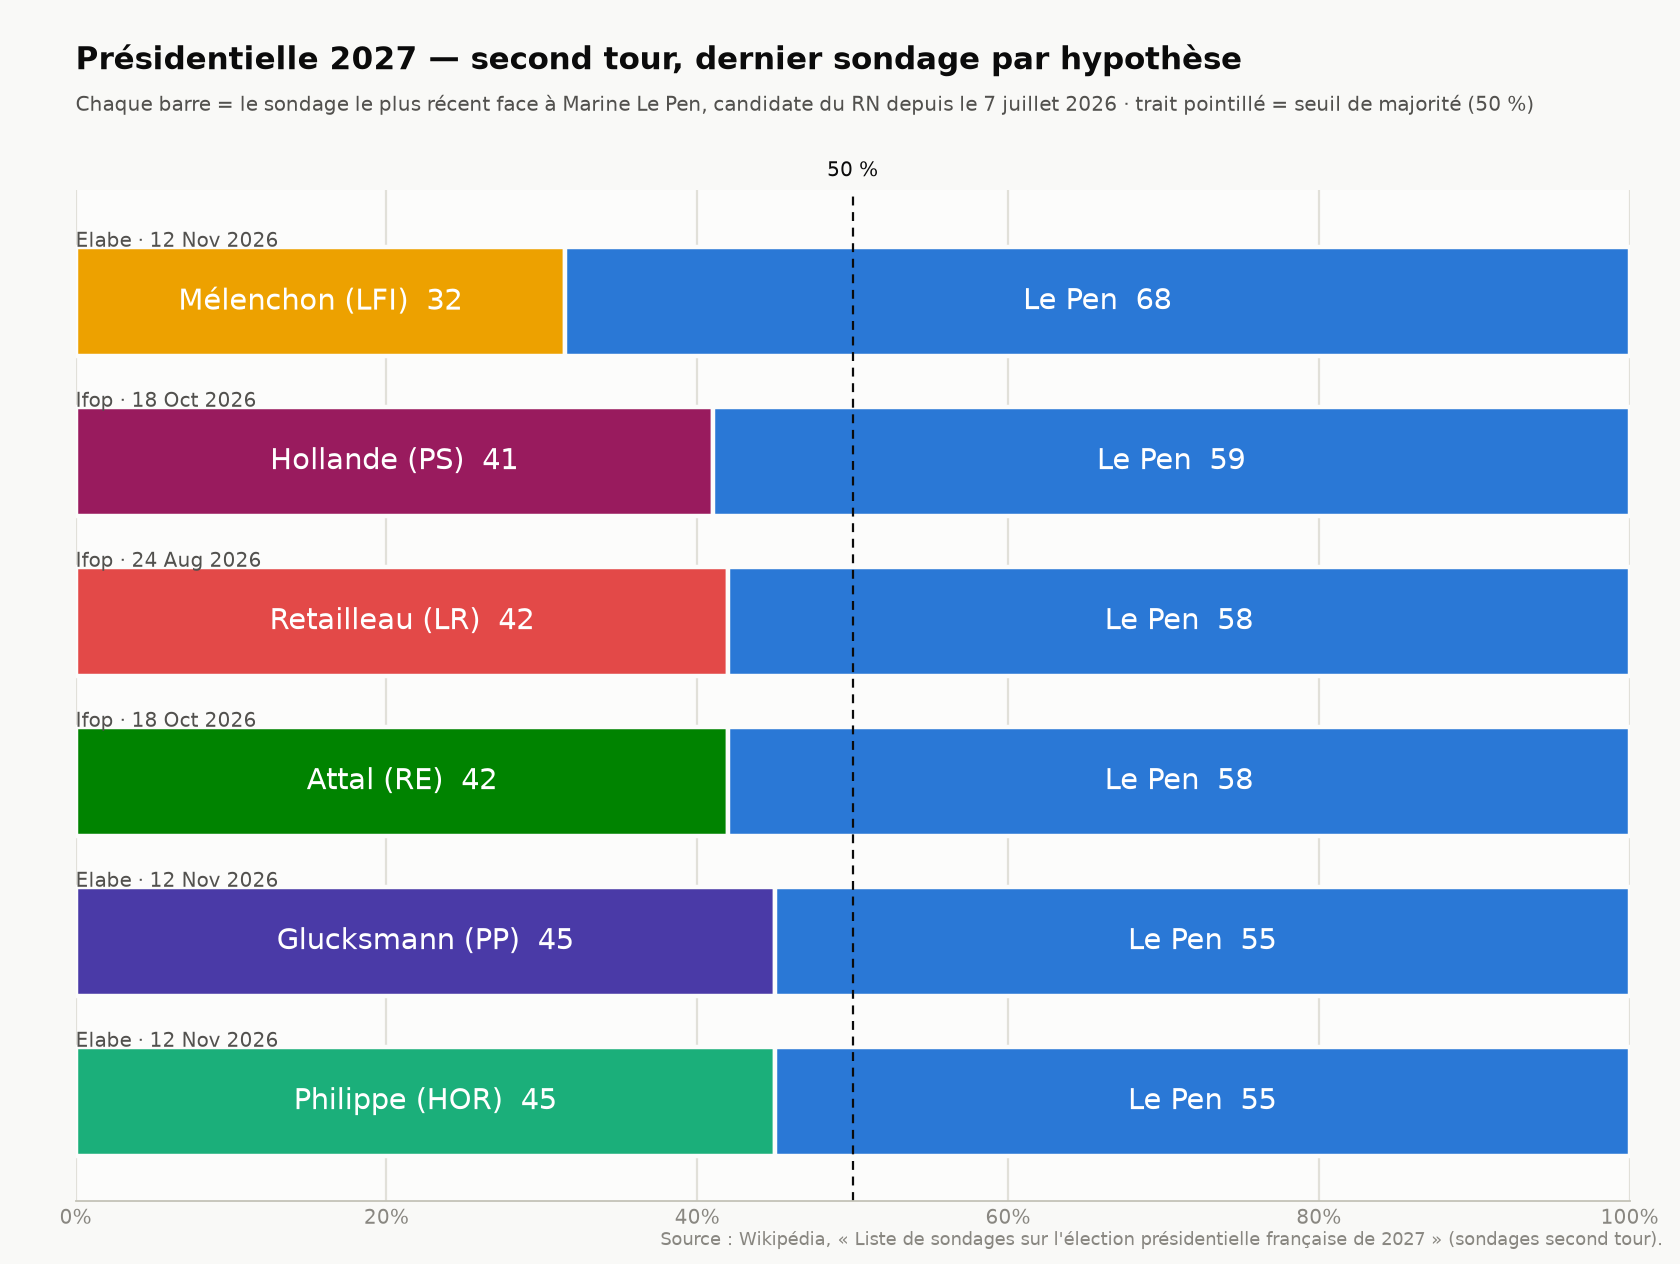 Présidentielle 2027 — second tour, dernier sondage par hypothèse
Chaque barre = le sondage le plus récent face à Marine Le Pen, candidate du RN depuis le 7 juillet 2026 · trait pointillé = seuil de majorité (50 %)
50 %
Elabe · 12 Nov 2026
Mélenchon (LFI) 32 Le Pen 68
Ifop · 18 Oct 2026
Hollande (PS) 41 Le Pen 59
Ifop · 24 Aug 2026
Retailleau (LR) 42 Le Pen 58
Ifop · 18 Oct 2026
Attal (RE) 42 Le Pen 58
Elabe · 12 Nov 2026
Glucksmann (PP) 45 Le Pen 55
Elabe · 12 Nov 2026
Philippe (HOR) 45 Le Pen 55
0% 20% 40% 60% 80% 100%
Source : Wikipédia, « Liste de sondages sur l'élection présidentielle française de 2027 » (sondages second tour).